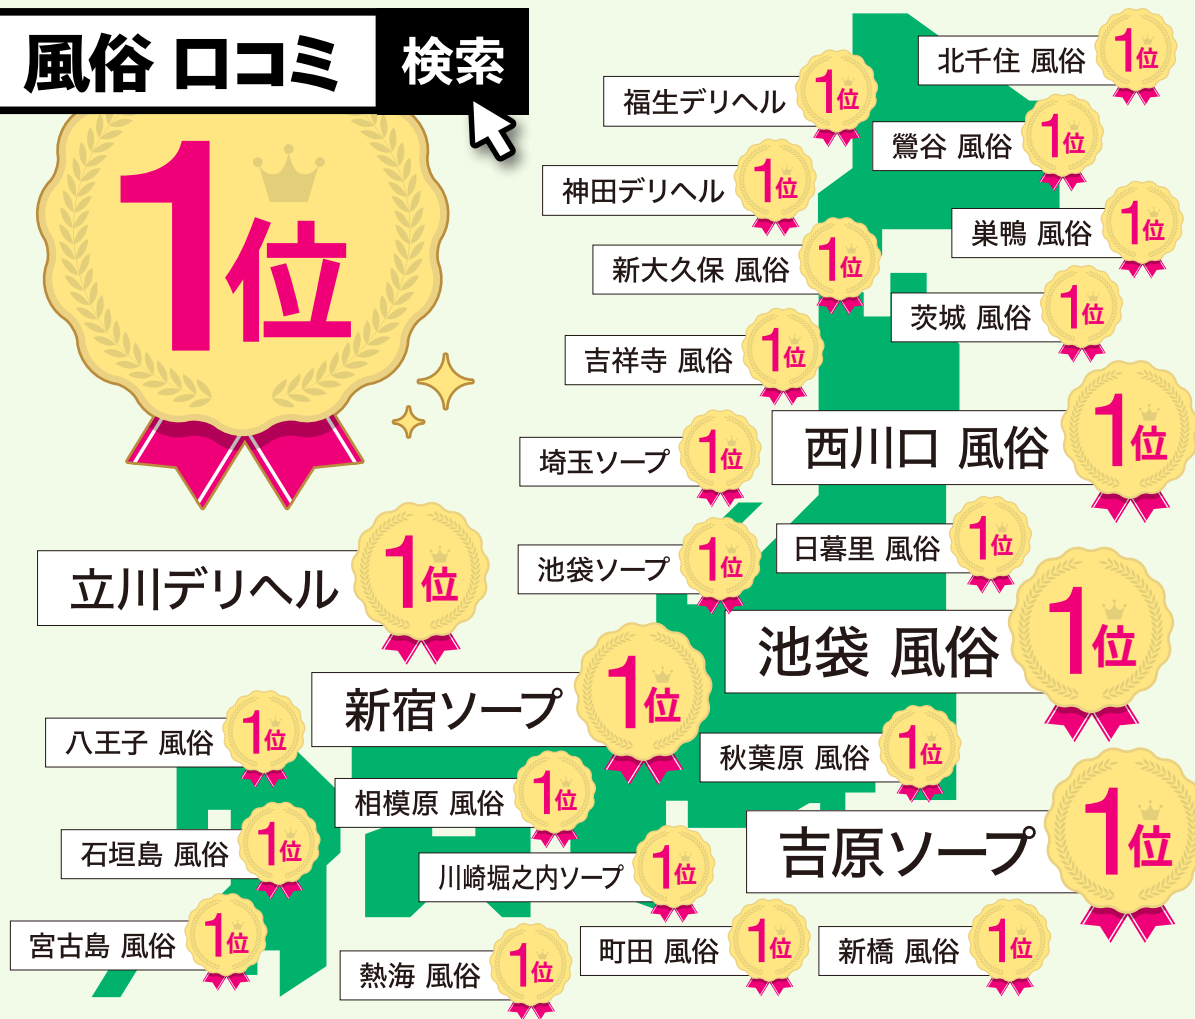 風俗 口コミ 検索
1位
北千住 風俗 1位
福生デリヘル 1位
鶯谷 風俗 1位
神田デリヘル 1位
巣鴨 風俗 1位
新大久保 風俗 1位
茨城 風俗 1位
吉祥寺 風俗 1位
西川口 風俗 1位
埼玉ソープ 1位
日暮里 風俗 1位
池袋ソープ 1位
立川デリヘル 1位
池袋 風俗 1位
新宿ソープ 1位
八王子 風俗 1位
秋葉原 風俗 1位
相模原 風俗 1位
石垣島 風俗 1位
吉原ソープ 1位
川崎堀之内ソープ 1位
宮古島 風俗 1位
熱海 風俗 1位
町田 風俗 1位
新橋 風俗 1位